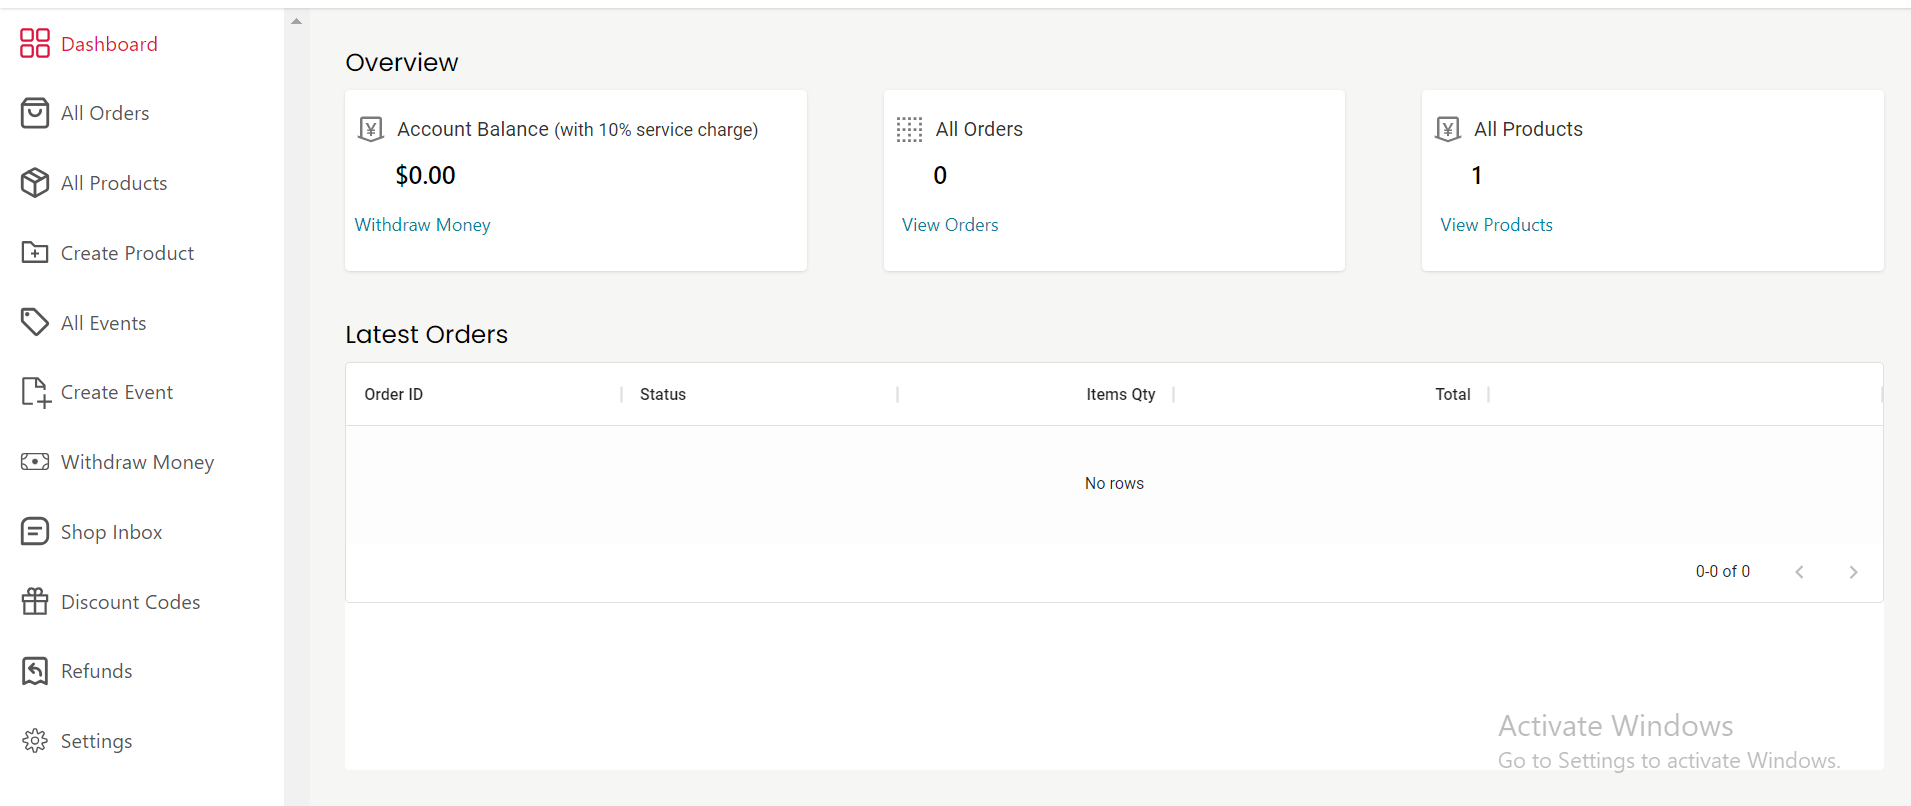 Dashboard
All Orders
All Products
Create Product
All Events
Create Event
Withdraw Money
Shop Inbox
Discount Codes
Refunds
Settings
Overview
¥ Account Balance (with 10% service charge)
$0.00
Withdraw Money
All Orders
0
View Orders
¥ All Products
1
View Products
Latest Orders
Order ID Status Items Qty Total
No rows
0-0 of 0
Activate Windows
Go to Settings to activate Windows.